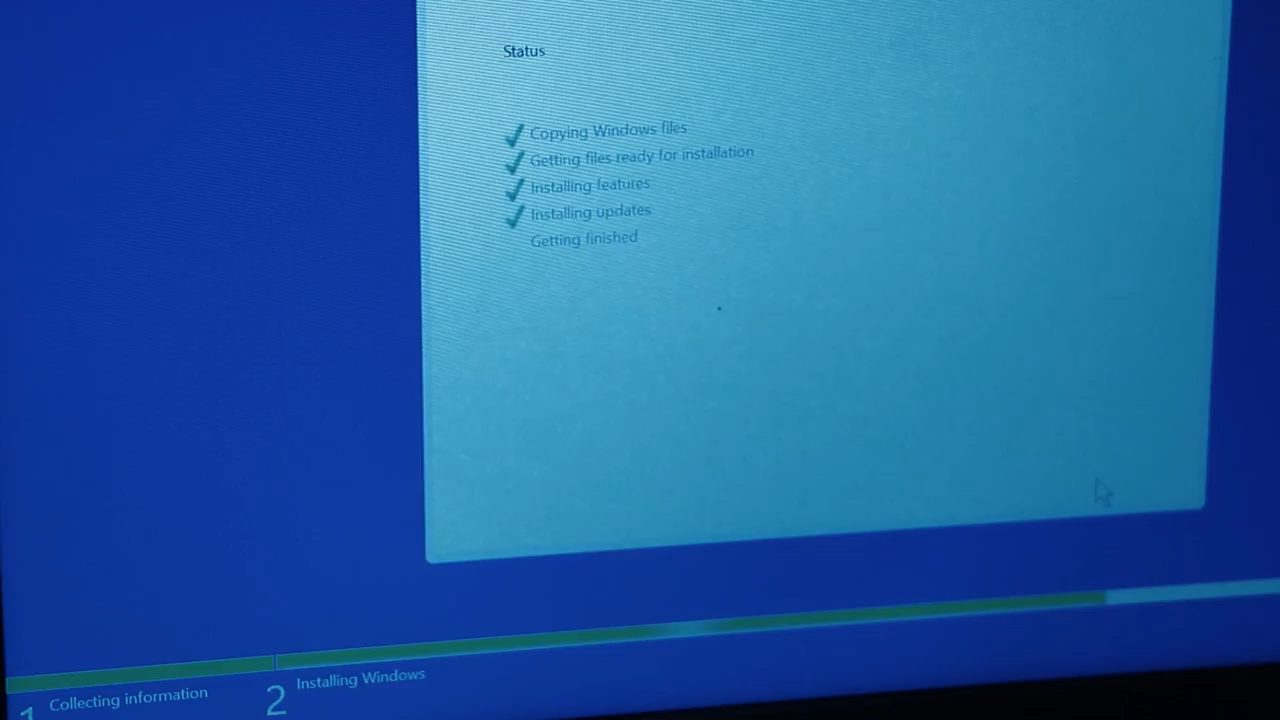 Status
Copying Windows files
Getting files ready for installation
Installing features
Installing updates
Getting finished
1 Collecting information
2 Installing Windows